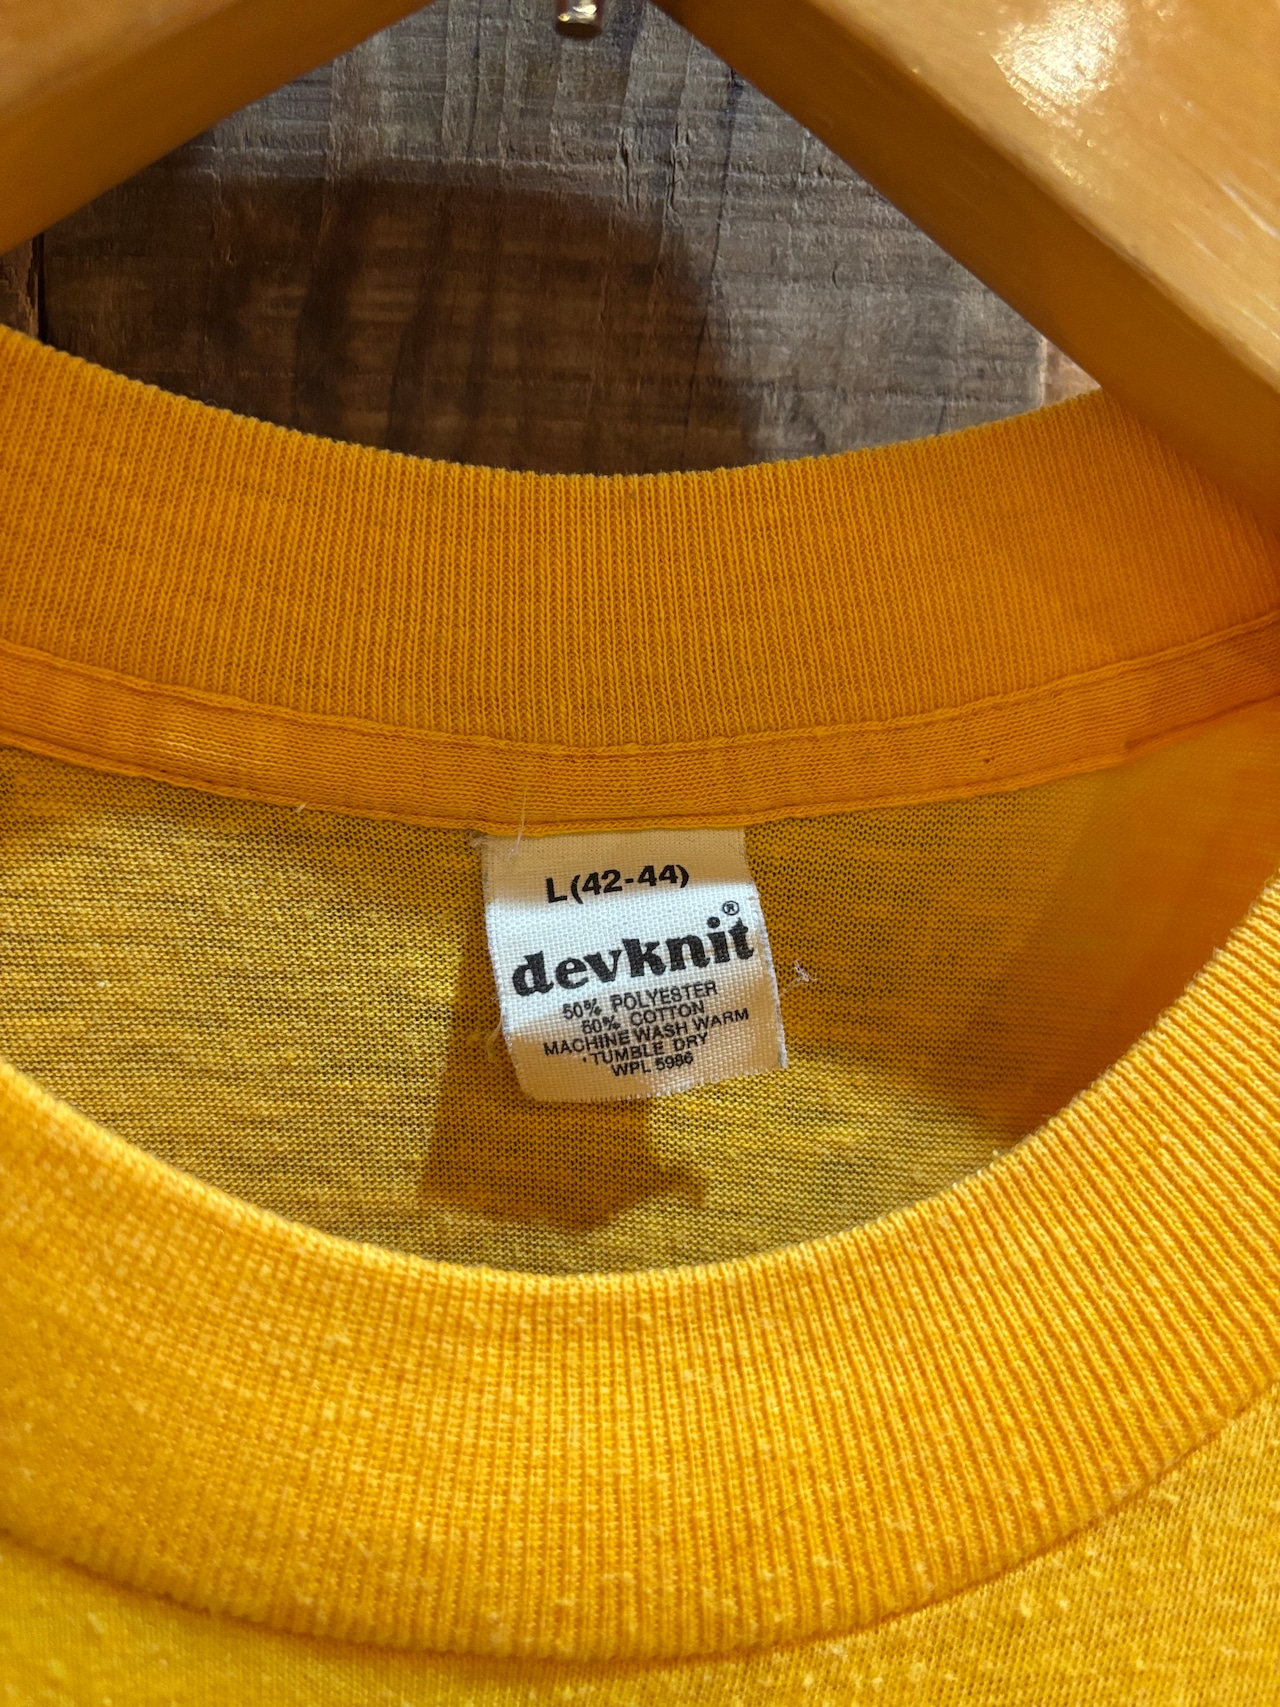 L(42-44)
devknit®
50% POLYESTER
50% COTTON
MACHINE WASH WARM
TUMBLE DRY
WPL 5986